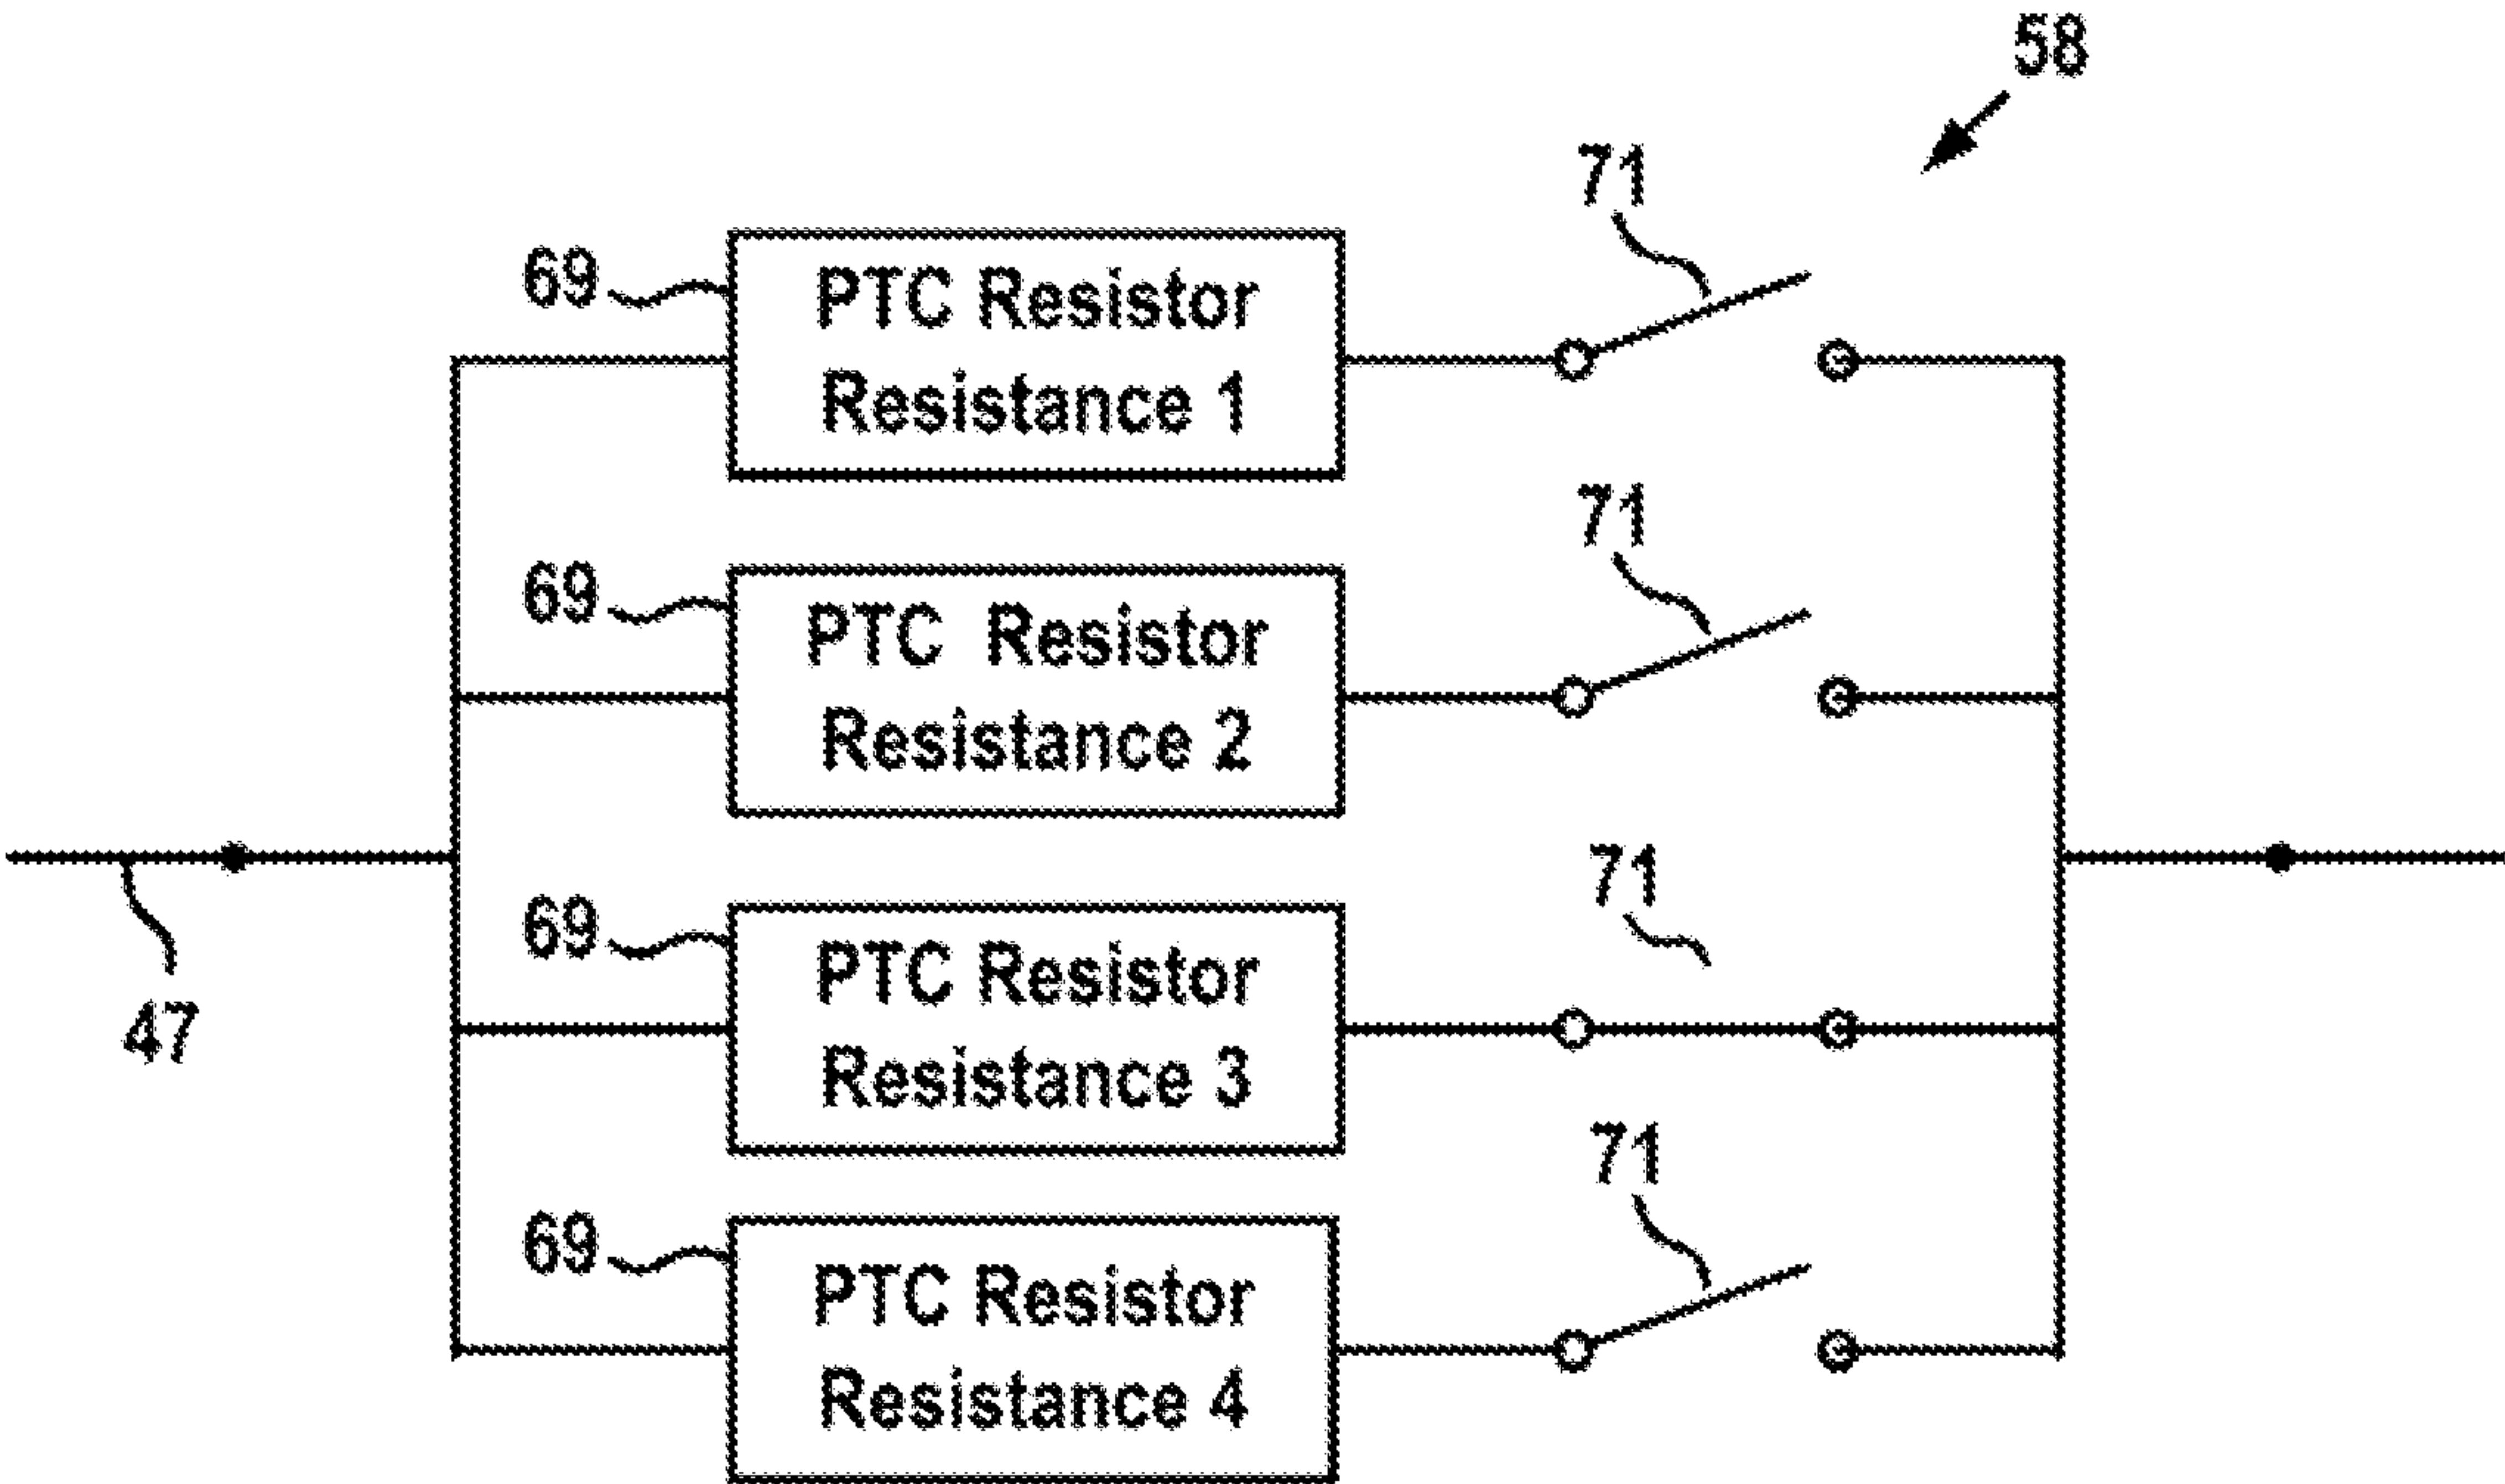 58
71
69
PTC Resistor
Resistance 1
71
69
PTC Resistor
Resistance 2
71
69
PTC Resistor
Resistance 3
47
71
69
PTC Resistor
Resistance 4